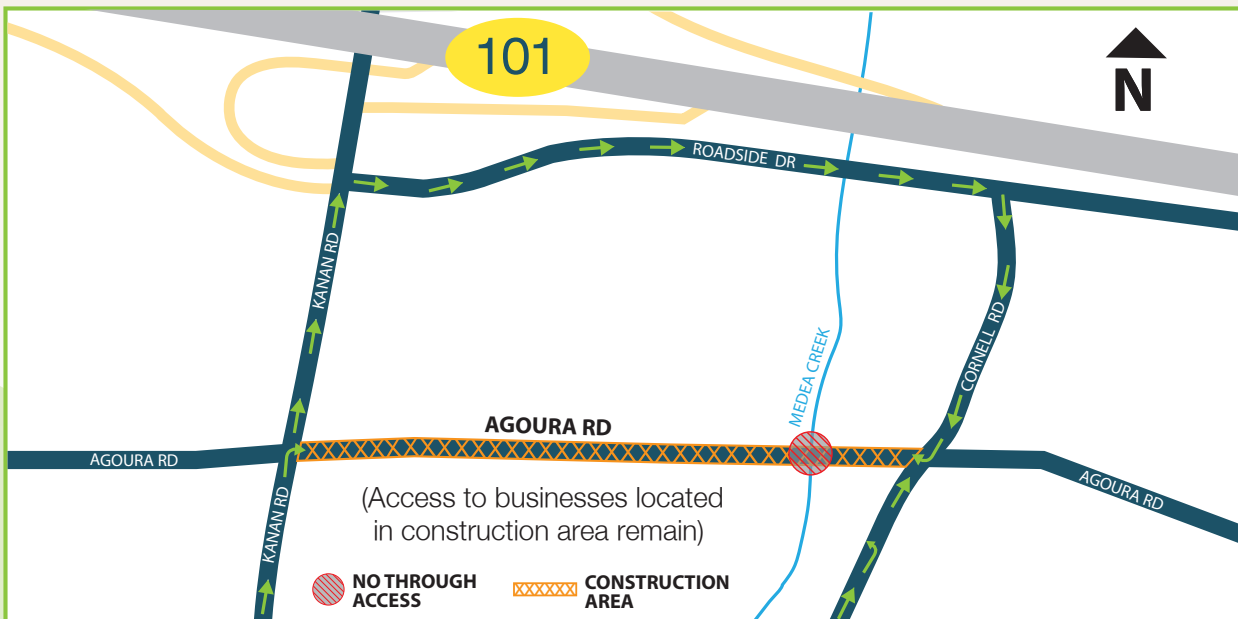 101
N
ROADSIDE DR
KANAN RD
CORNELL RD
MEDEA CREEK
AGOURA RD
AGOURA RD
AGOURA RD
KANAN RD
(Access to businesses located
in construction area remain)
NO THROUGH
ACCESS
CONSTRUCTION
AREA